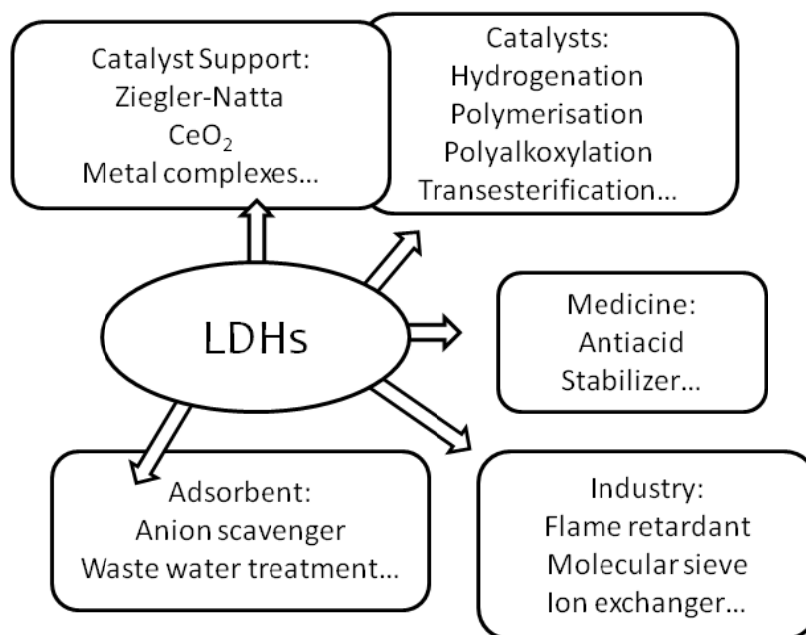 Catalyst Support:
Ziegler-Natta
CeO₂
Metal complexes...
Catalysts:
Hydrogenation
Polymerisation
Polyalkoxylation
Transesterification...
LDHs
Medicine:
Antiacid
Stabilizer...
Adsorbent:
Anion scavenger
Waste water treatment...
Industry:
Flame retardant
Molecular sieve
Ion exchanger...